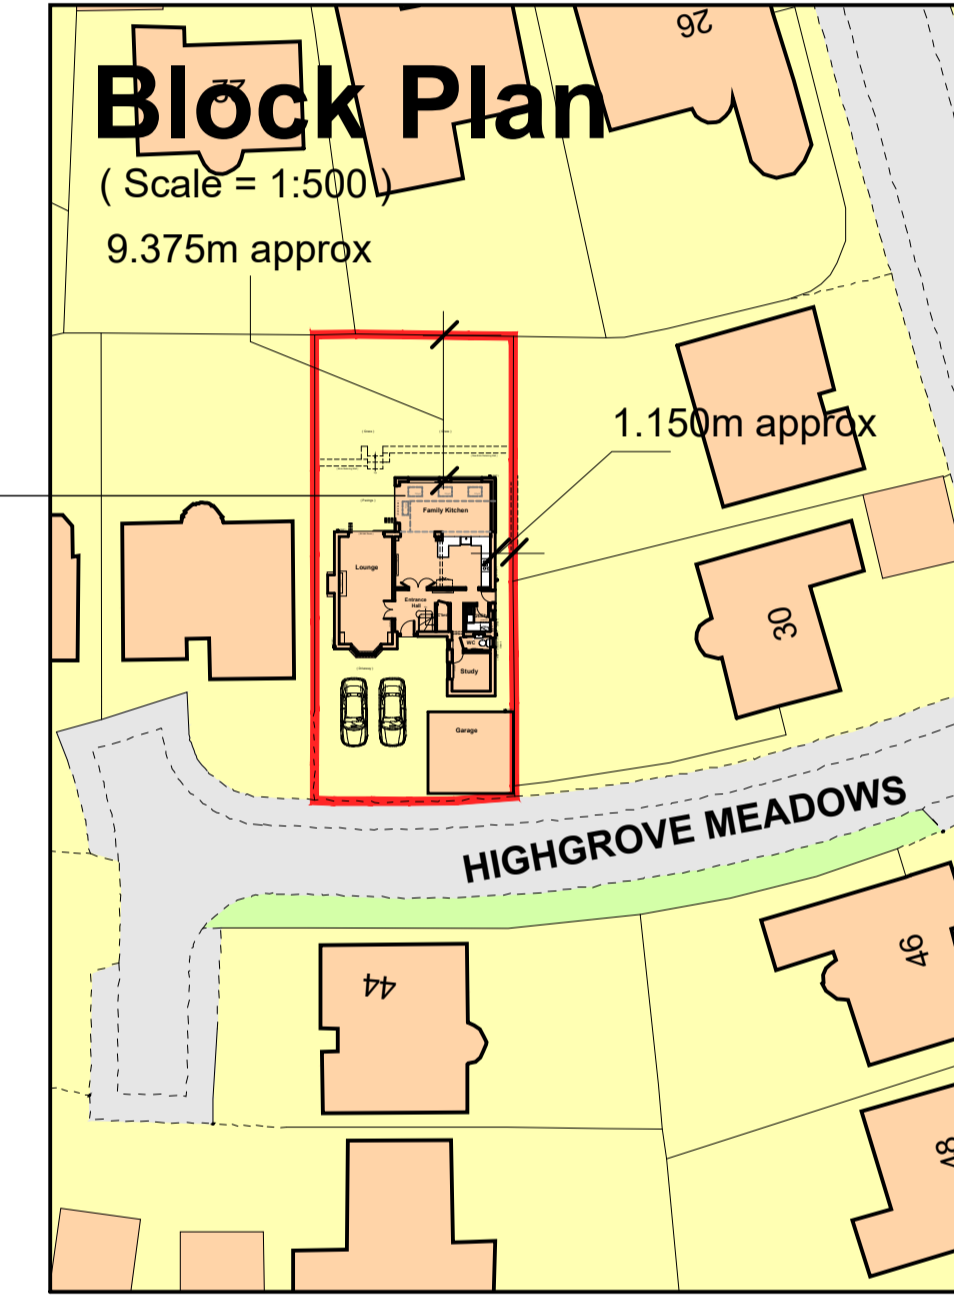 26
22
Block Plan
( Scale = 1:500 )
9.375m approx
1.150m approx
Family Kitchen
Lounge
Entrance
Hall
WC
Study
Garage
30
HIGHGROVE MEADOWS
44
46
48